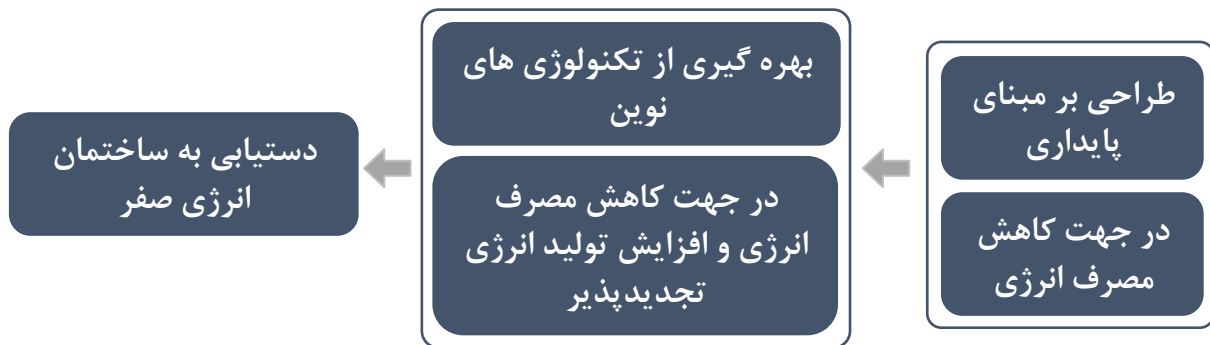 طراحی بر مبنای
پایداری
در جهت کاهش
مصرف انرژی
بهره گیری از تکنولوژی های
نوین
در جهت کاهش مصرف
انرژی و افزایش تولید انرژی
تجدیدپذیر
دستیابی به ساختمان
انرژی صفر